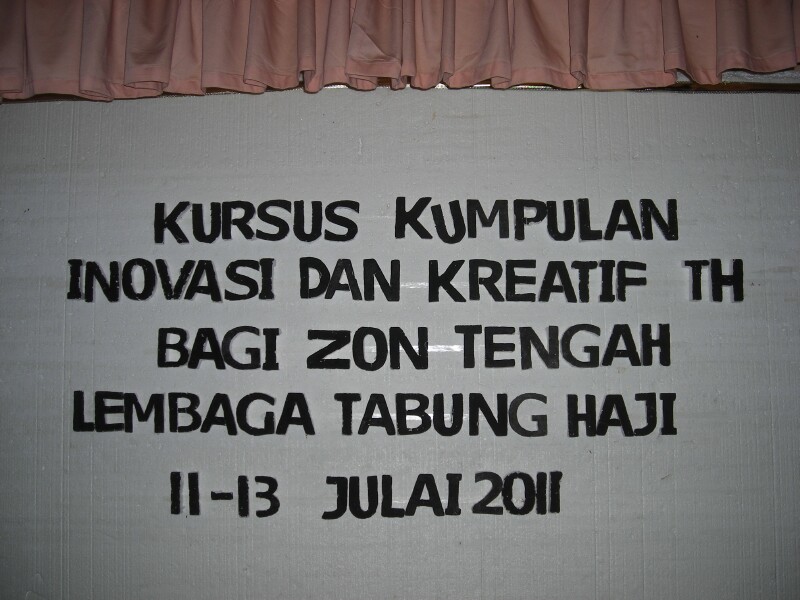 KURSUS KUMPULAN
INOVASI DAN KREATIF TH
BAGI ZON TENGAH
LEMBAGA TABUNG HAJI
11-13 JULAI 2011